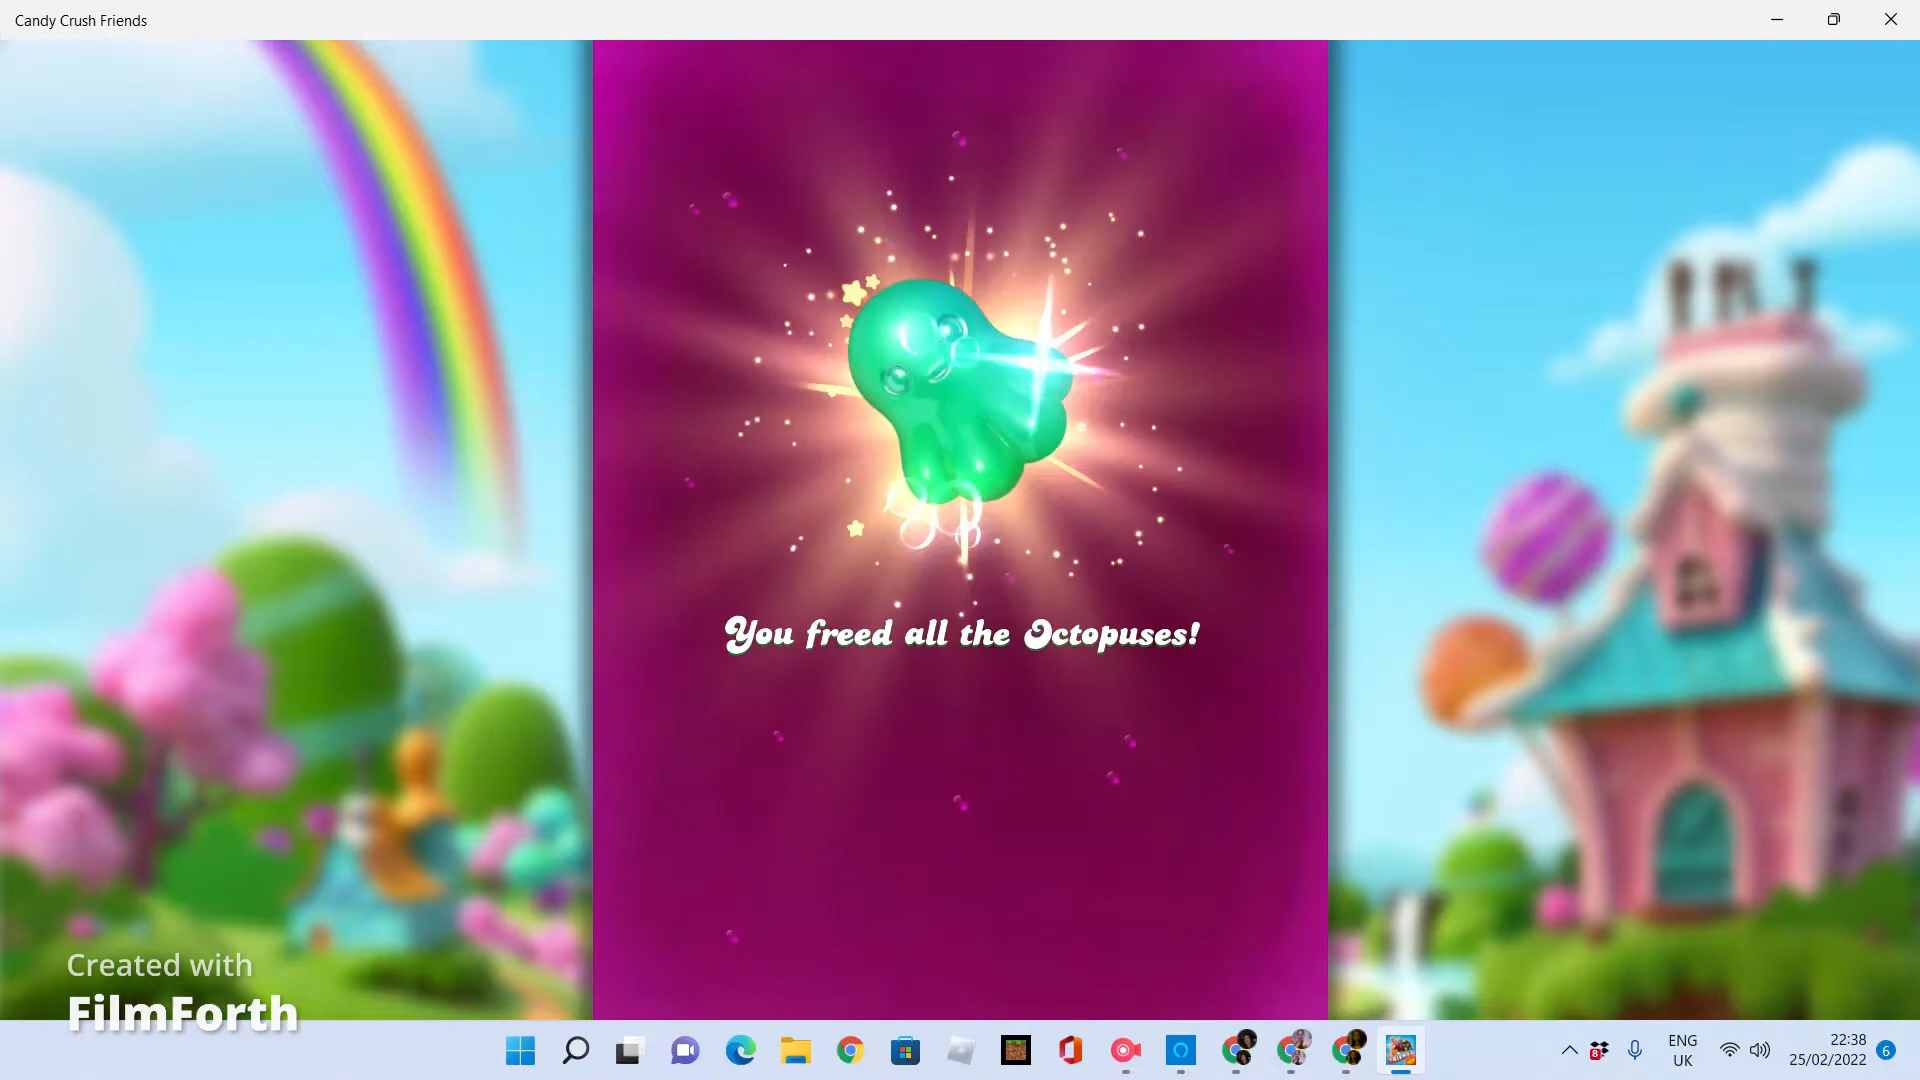 Candy Crush Friends
You freed all the Octopuses!
Created with
FilmForth
8
ENG
UK
22:38
25/02/2022
6